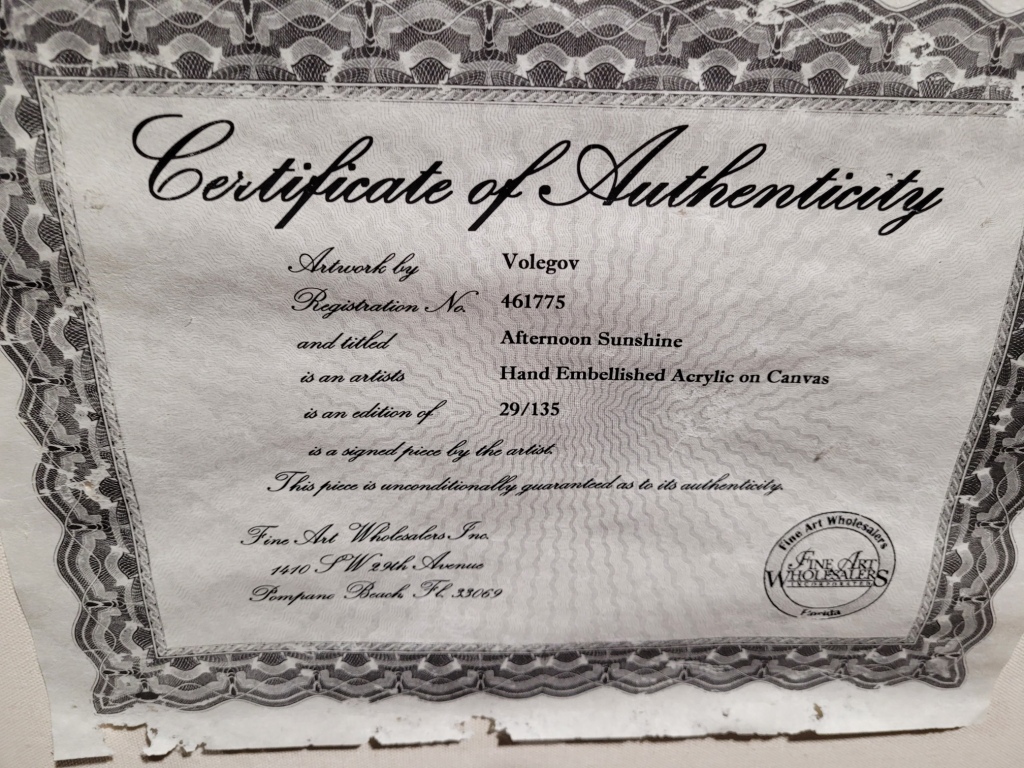 Certificate of Authenticity
Artwork by Volegov
Registration No. 461775
and titled Afternoon Sunshine
is an artists Hand Embellished Acrylic on Canvas
is an edition of 29/135
is a signed piece by the artist.
This piece is unconditionally guaranteed as to its authenticity.
Fine Art Wholesalers Inc.
1410 SW 29th Avenue
Pompano Beach Fl. 33069
Fine Art Wholesalers
FINE ART
WHOLESALERS
INCORPORATED
Florida